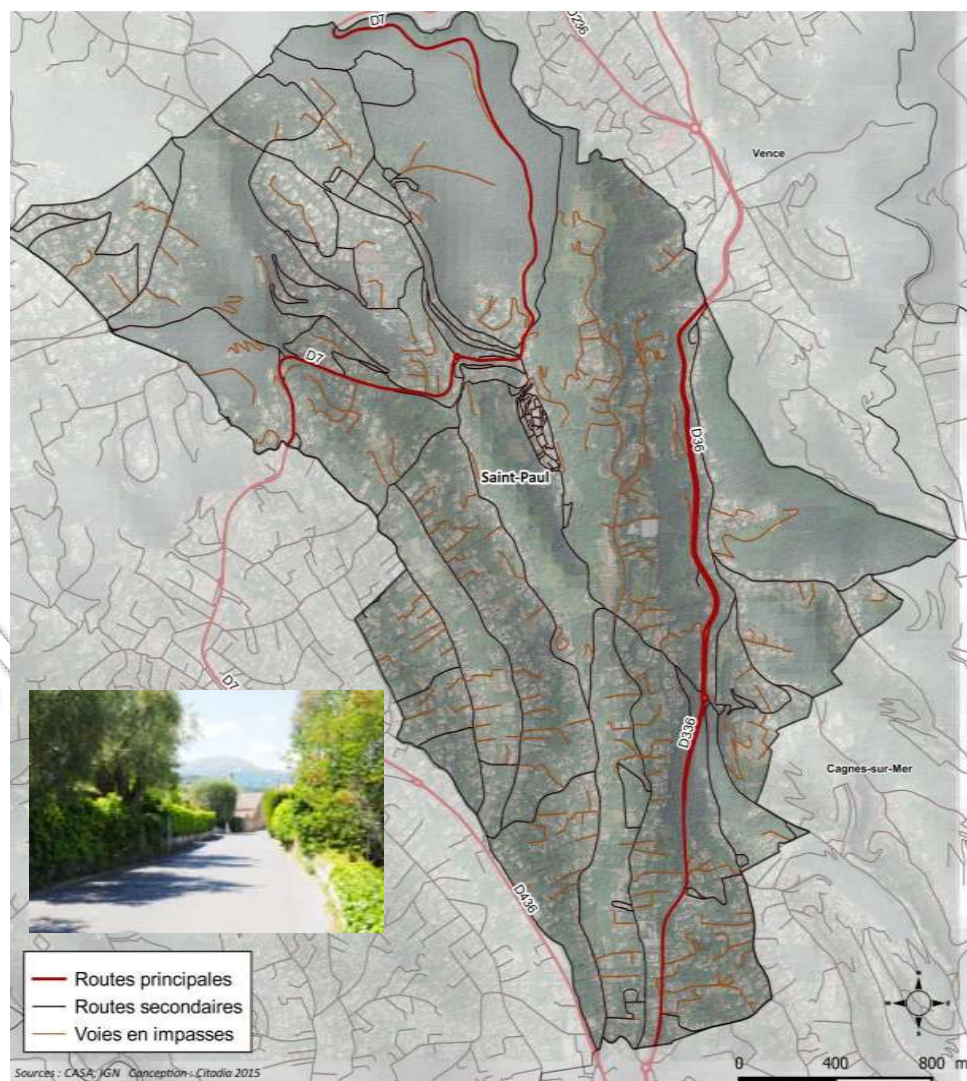 D7
D236
Vence
D7
D36
Saint-Paul
D7
D336
Cagnes-sur-Mer
D436
Routes principales
Routes secondaires
Voies en impasses
0 400 800 m
Sources : CASA, IGN Conception : Citadia 2015